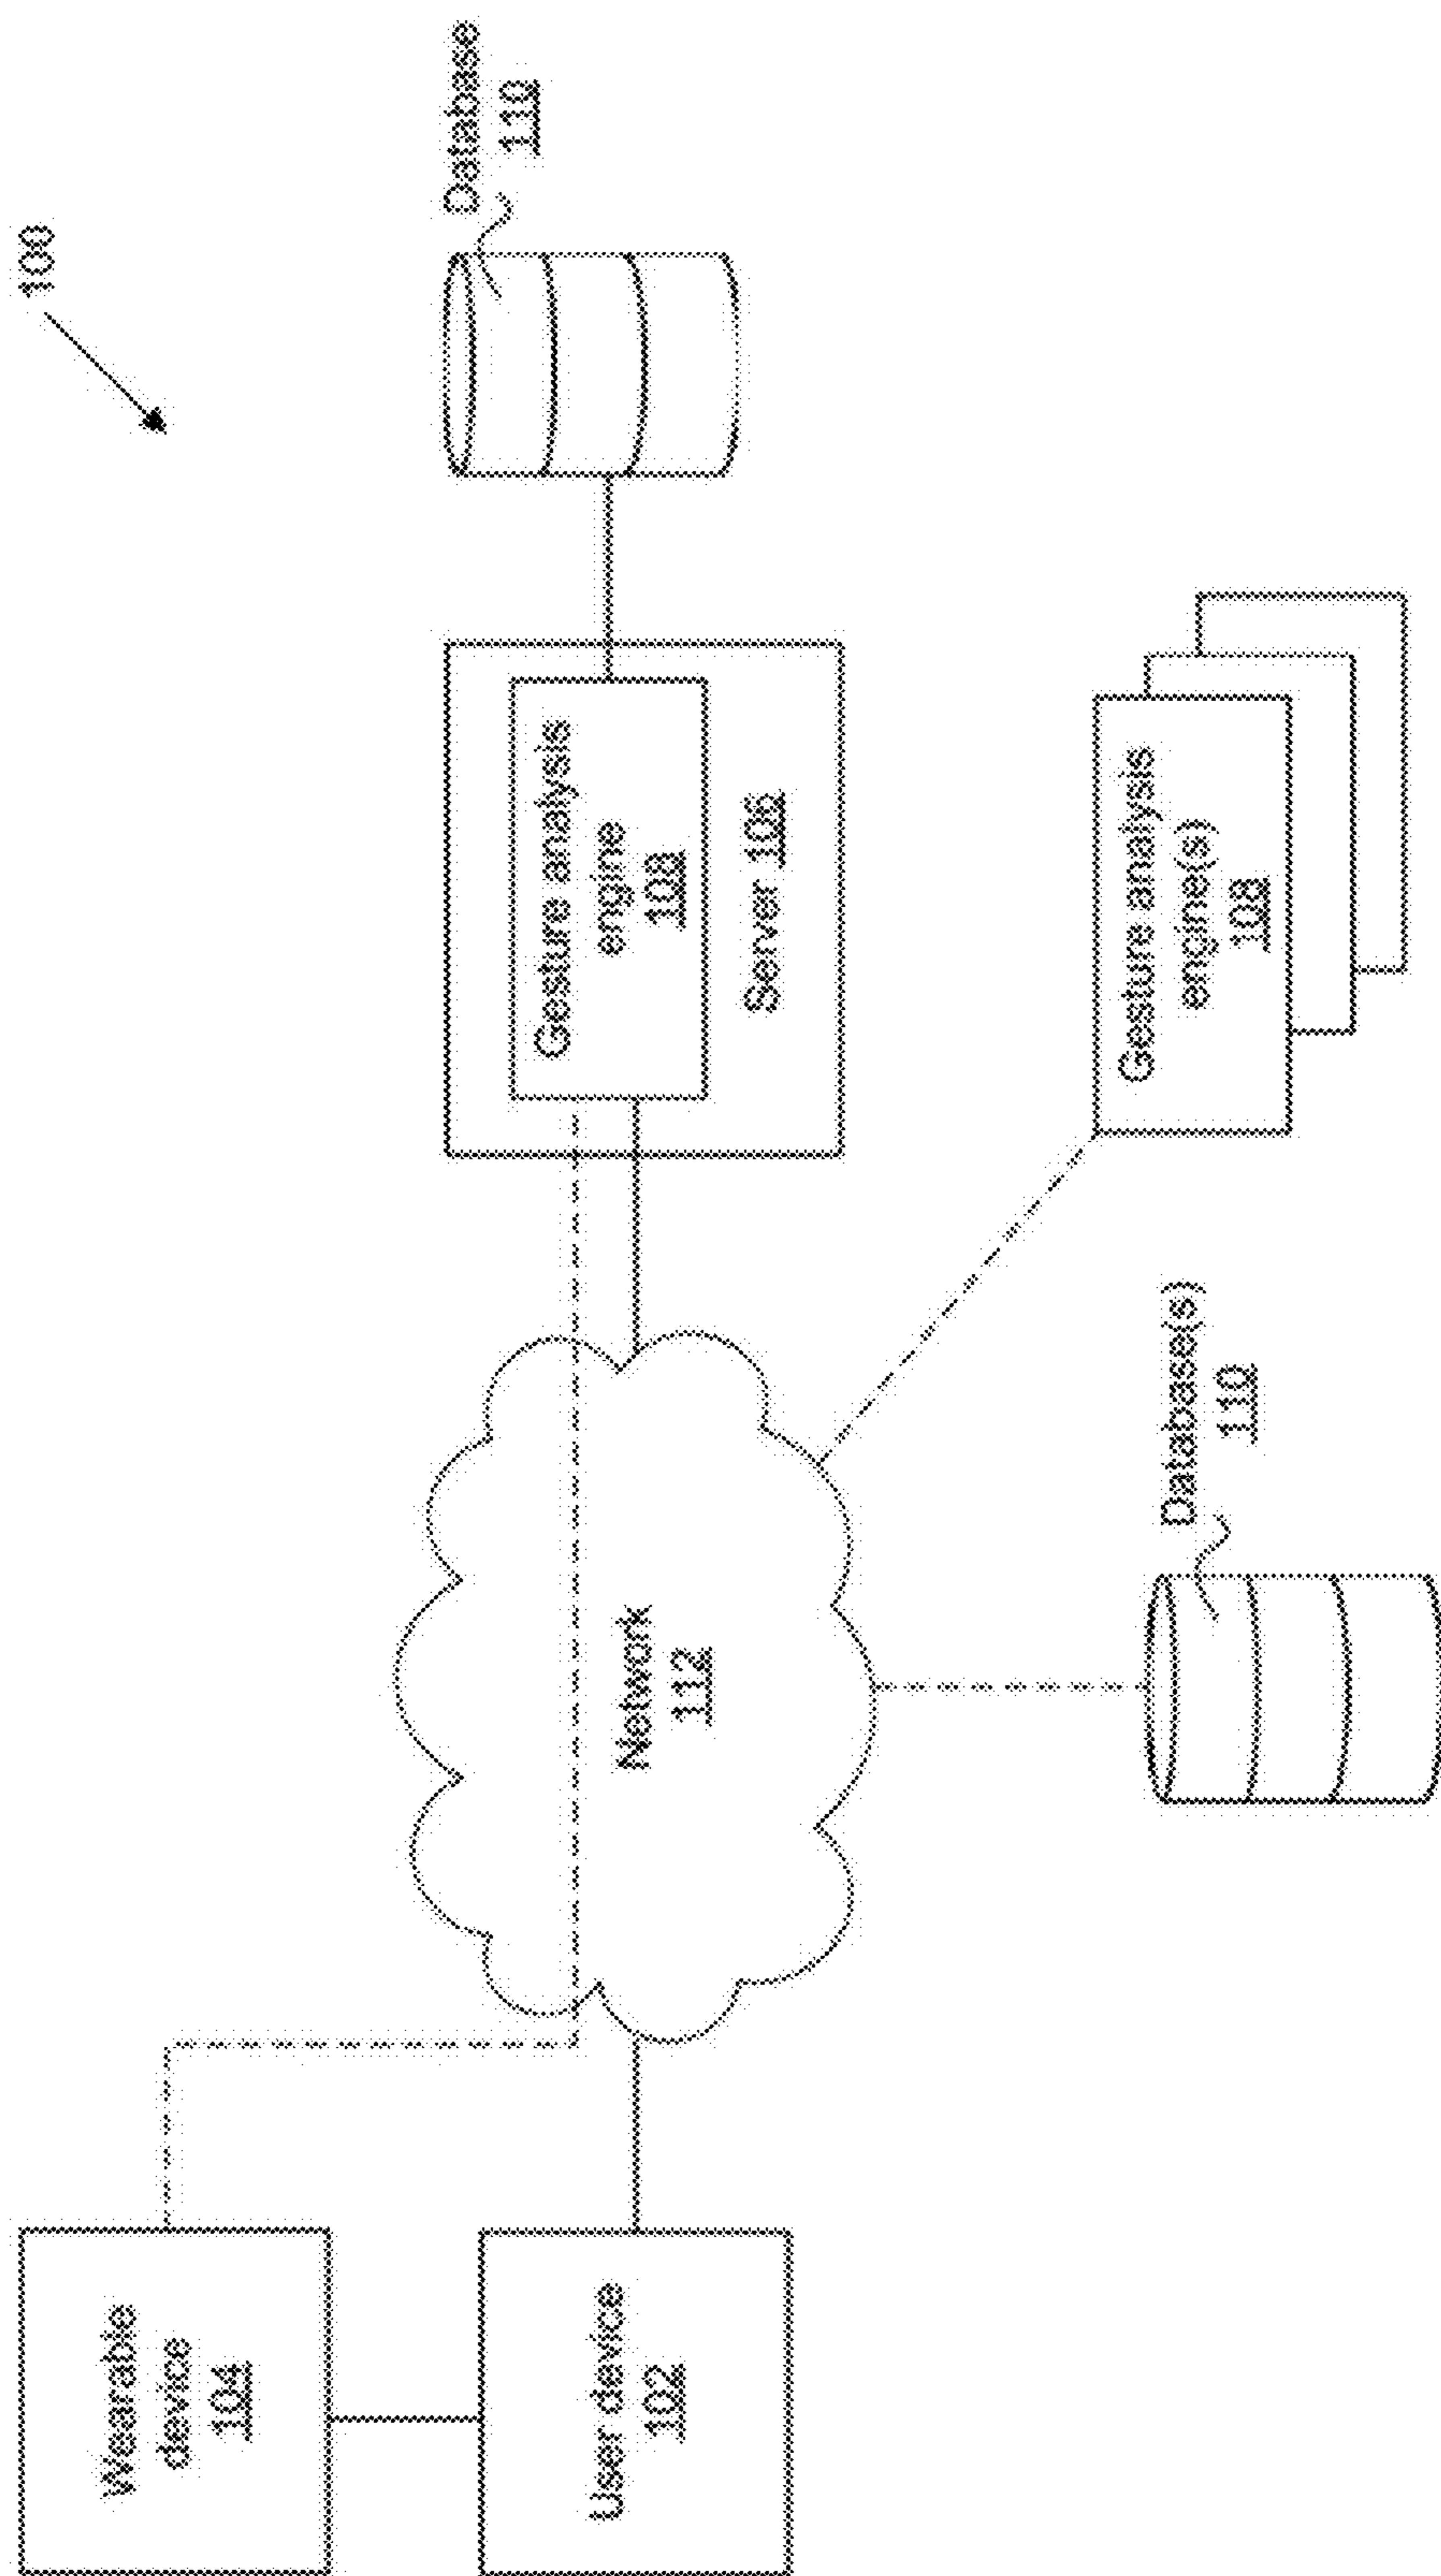 100
Wearable
device
104
User device
102
Network
112
Gesture analysis
engine
108
Server 106
Database
110
Database(s)
110
Gesture analysis
engine(s)
108